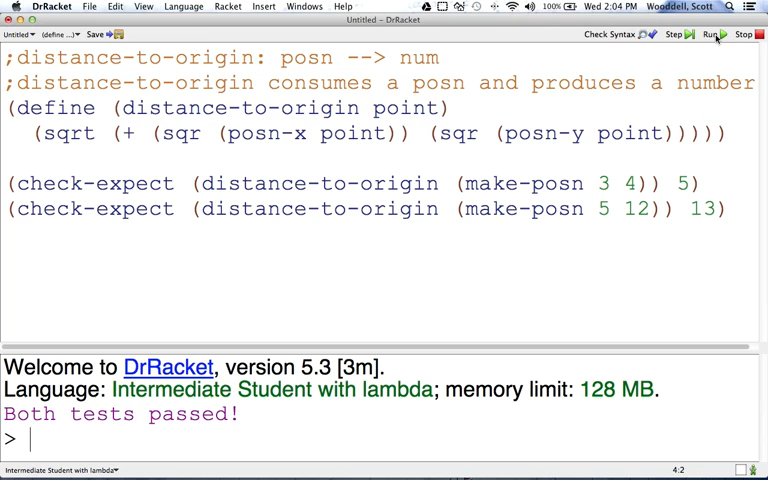 DrRacket File Edit View Language Racket Insert Windows Help 100% Wed 2:04 PM Wooddell, Scott
Untitled - DrRacket
Untitled (define ...) Save Check Syntax Step Run Stop
;distance-to-origin: posn --> num
;distance-to-origin consumes a posn and produces a number
(define (distance-to-origin point)
(sqrt (+ (sqr (posn-x point)) (sqr (posn-y point)))))
(check-expect (distance-to-origin (make-posn 3 4)) 5)
(check-expect (distance-to-origin (make-posn 5 12)) 13)
Welcome to DrRacket, version 5.3 [3m].
Language: Intermediate Student with lambda; memory limit: 128 MB.
Both tests passed!
>
Intermediate Student with lambda 4:2